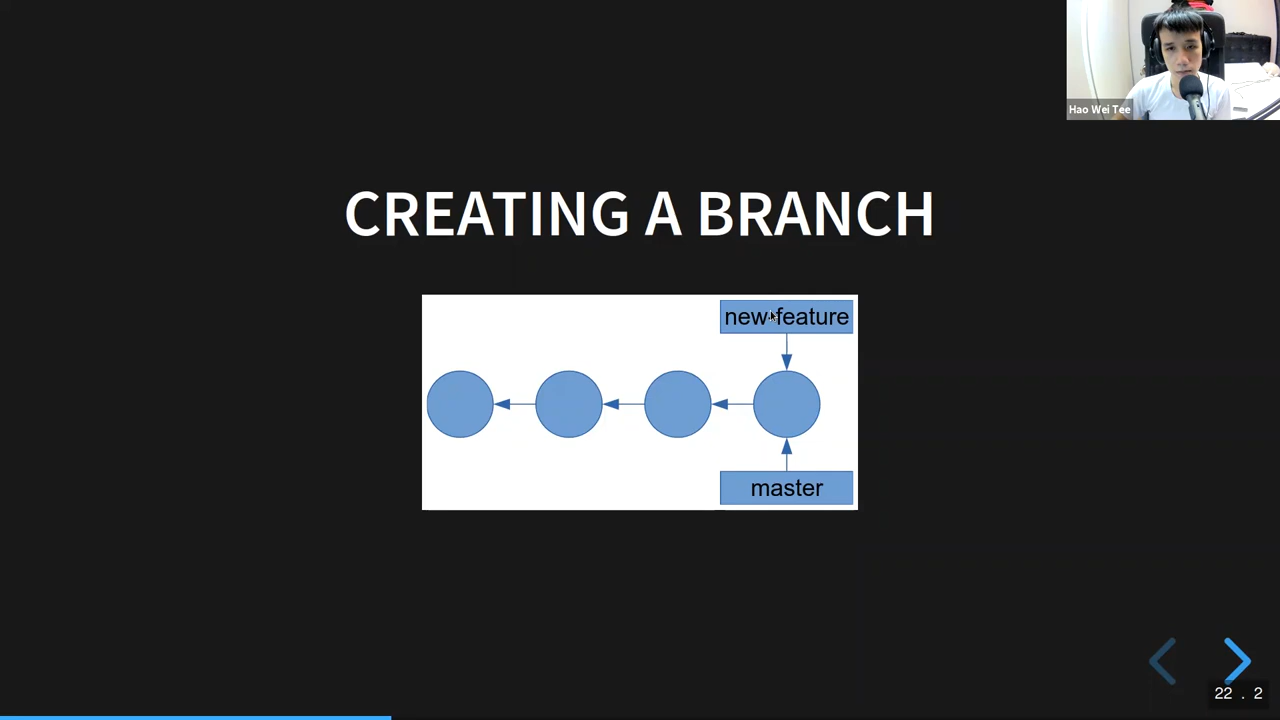 Hao Wei Tee
CREATING A BRANCH
new-feature
master
22 . 2